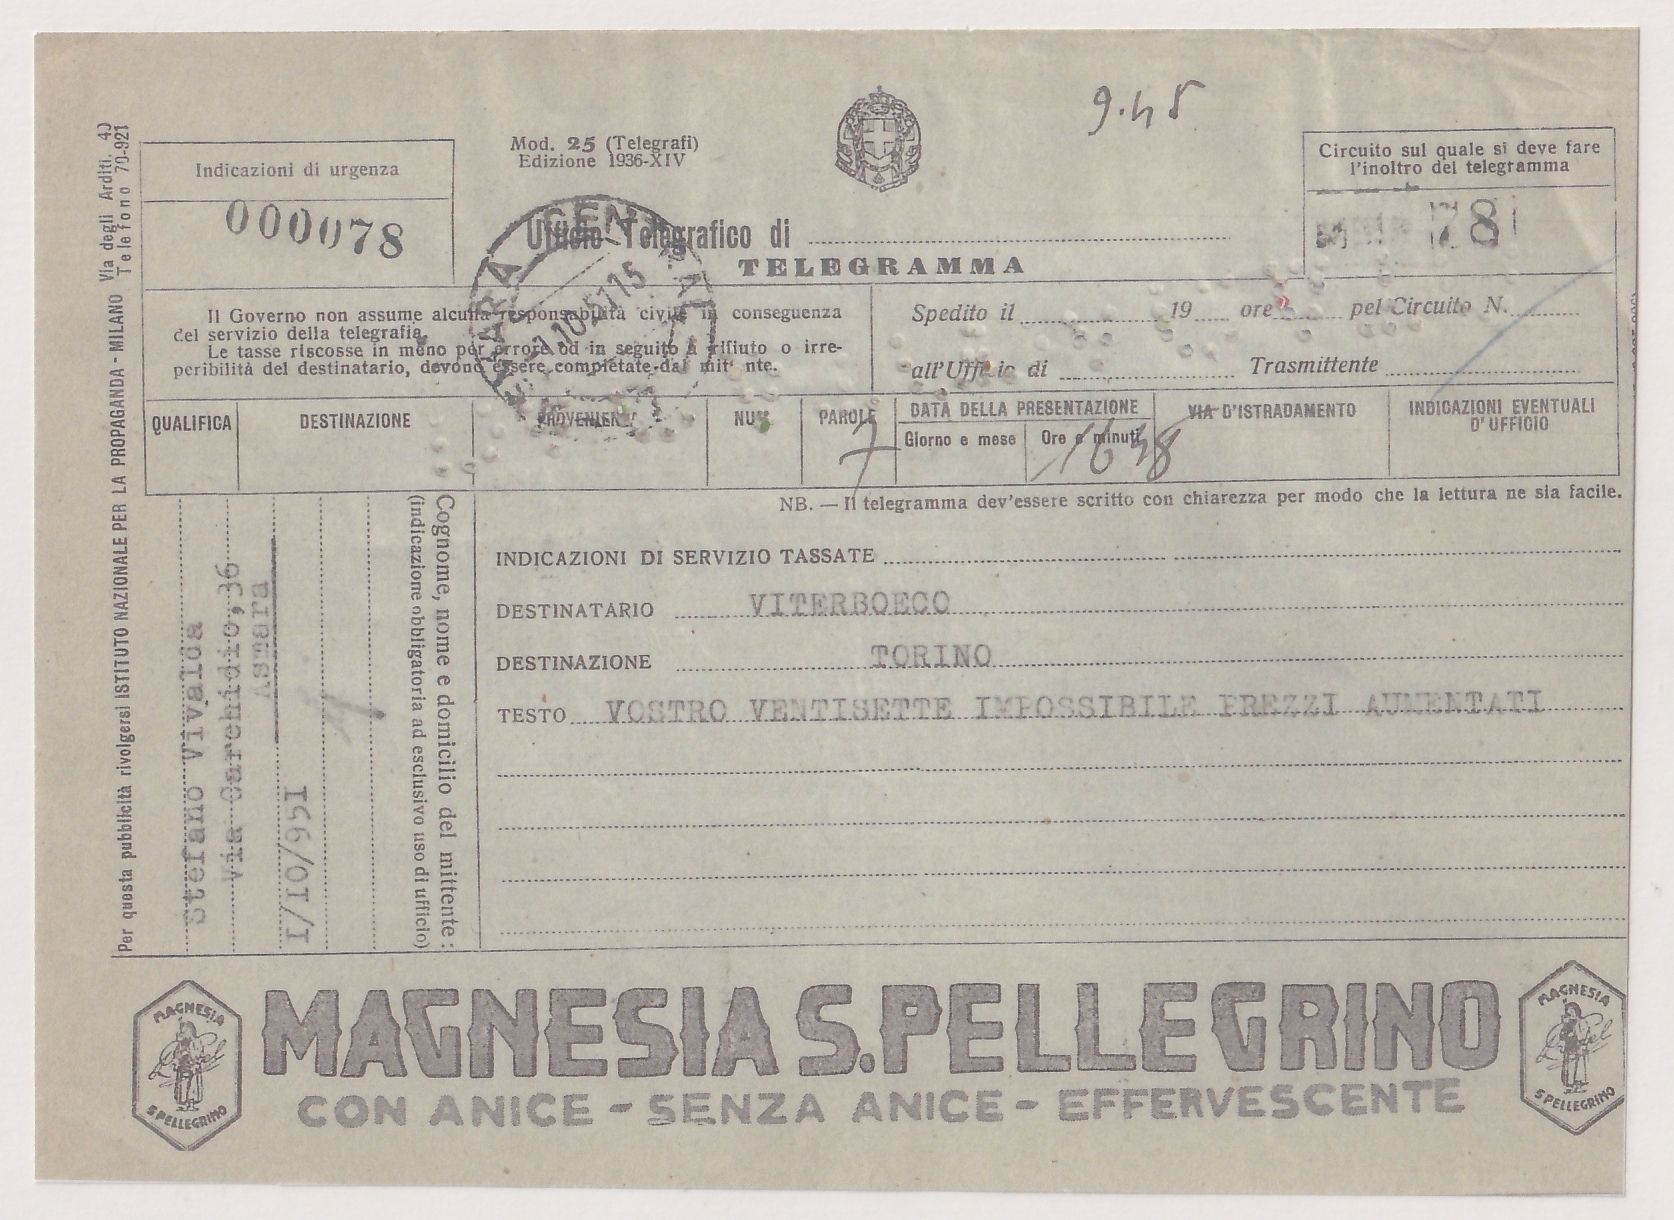 9.45
Mod. 25 (Telegrafi)
Edizione 1936-XIV
Indicazioni di urgenza
000078
Circuito sul quale si deve fare
l'inoltro del telegramma
78
Ufficio Telegrafico di
TELEGRAMMA
Il Governo non assume alcuna responsabilità civile in conseguenza
del servizio della telegrafia.
Le tasse riscosse in meno per errore od in seguito a rifiuto o irre-
peribilità del destinatario, devono essere completate dal mittente.
Spedito il 19 ore pel Circuito N.
all'Ufficio di Trasmittente
QUALIFICA
DESTINAZIONE
PROVENIENZA
NUM
PAROLE
7
DATA DELLA PRESENTAZIONE
Giorno e mese
Ore e minuti
1638
VIA D'ISTRADAMENTO
INDICAZIONI EVENTUALI
D'UFFICIO
NB. — Il telegramma dev'essere scritto con chiarezza per modo che la lettura ne sia facile.
INDICAZIONI DI SERVIZIO TASSATE
DESTINATARIO VITERBOECO
DESTINAZIONE TORINO
TESTO VOSTRO VENTISETTE IMPOSSIBILE PREZZI AUMENTATI
Cognome, nome e domicilio del mittente:
(indicazione obbligatoria ad esclusivo uso di ufficio)
Stefano Vivalda
Via Carchidio,36
Asmara
I/IO/95I
Per questa pubblicità rivolgersi ISTITUTO NAZIONALE PER LA PROPAGANDA - MILANO
Via degli Arditi. 40
Telefono 70-921
MAGNESIA S.PELLEGRINO
CON ANICE - SENZA ANICE - EFFERVESCENTE
MAGNESIA
S.PELLEGRINO
MAGNESIA
S.PELLEGRINO